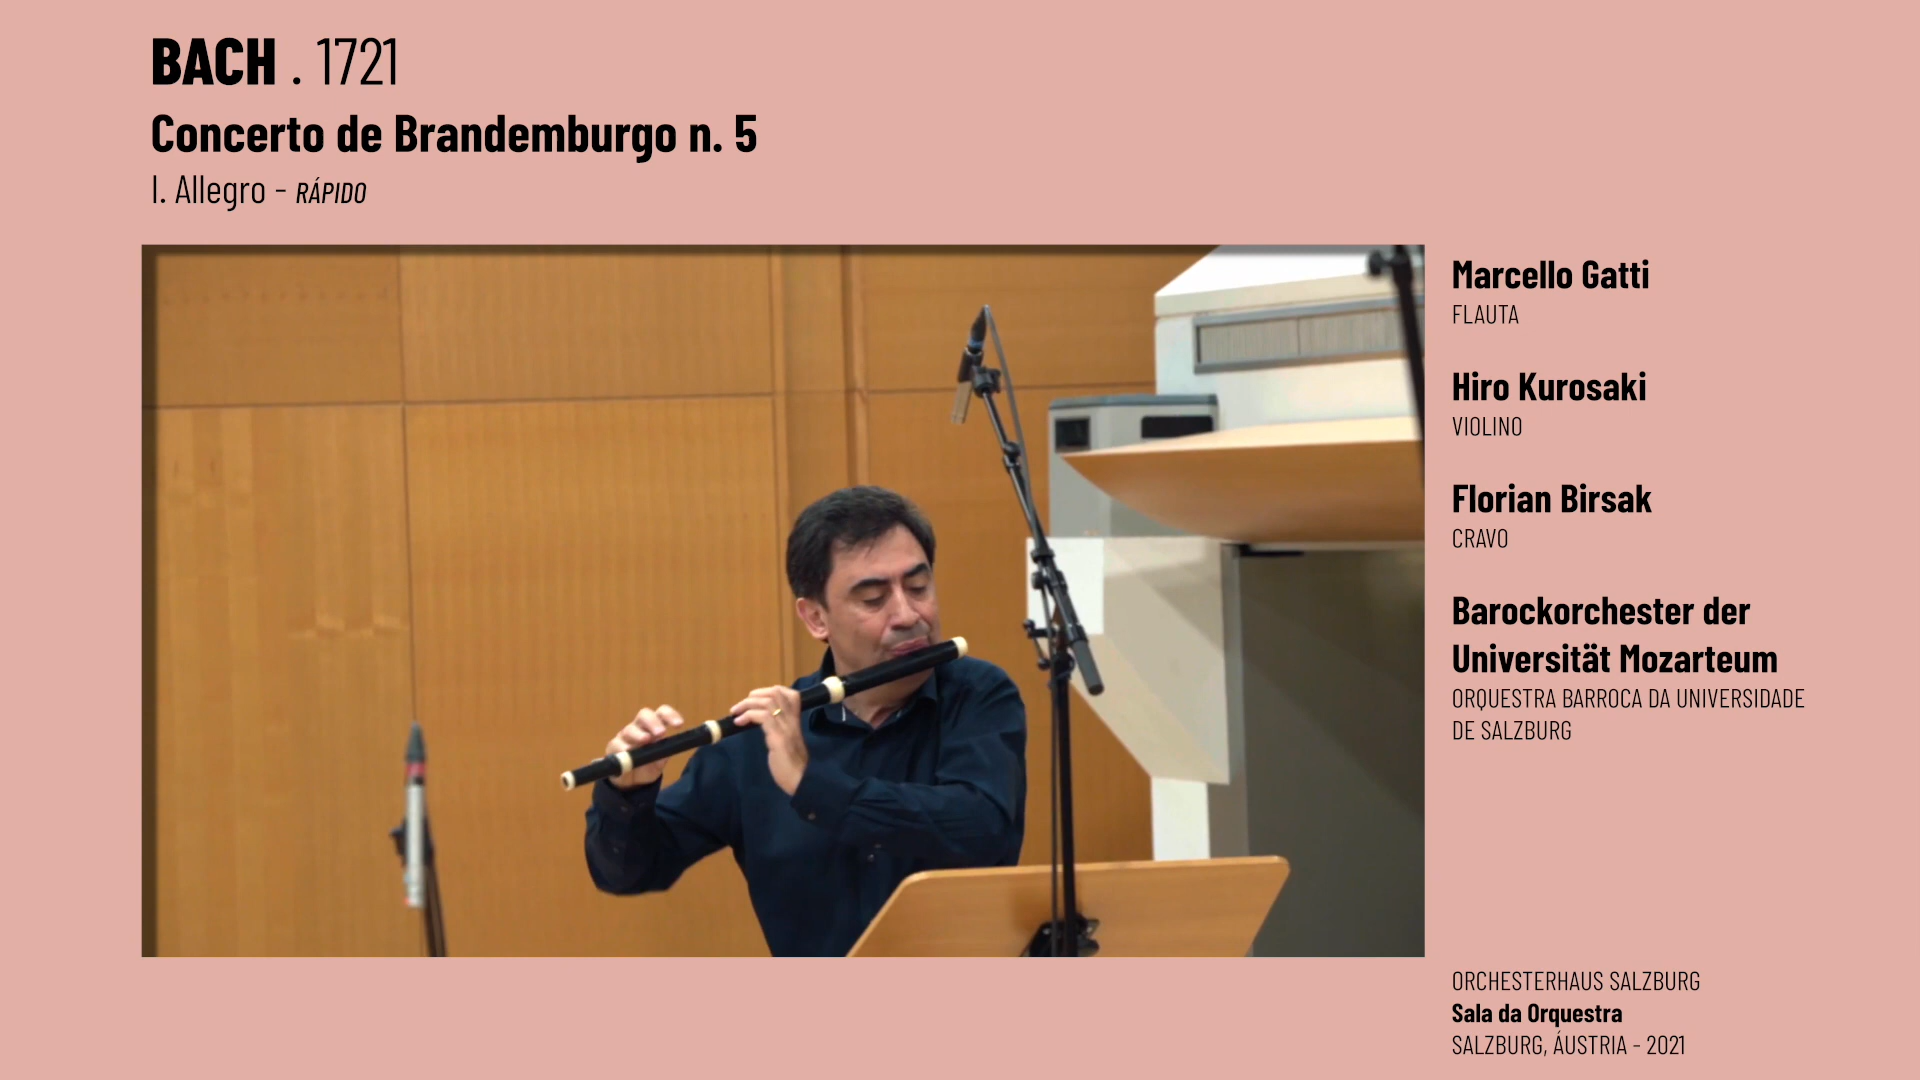 BACH . 1721
Concerto de Brandemburgo n. 5
I. Allegro - RÁPIDO
Marcello Gatti
FLAUTA
Hiro Kurosaki
VIOLINO
Florian Birsak
CRAVO
Barockorchester der
Universität Mozarteum
ORQUESTRA BARROCA DA UNIVERSIDADE
DE SALZBURG
ORCHESTERHAUS SALZBURG
Sala da Orquestra
SALZBURG, ÁUSTRIA - 2021